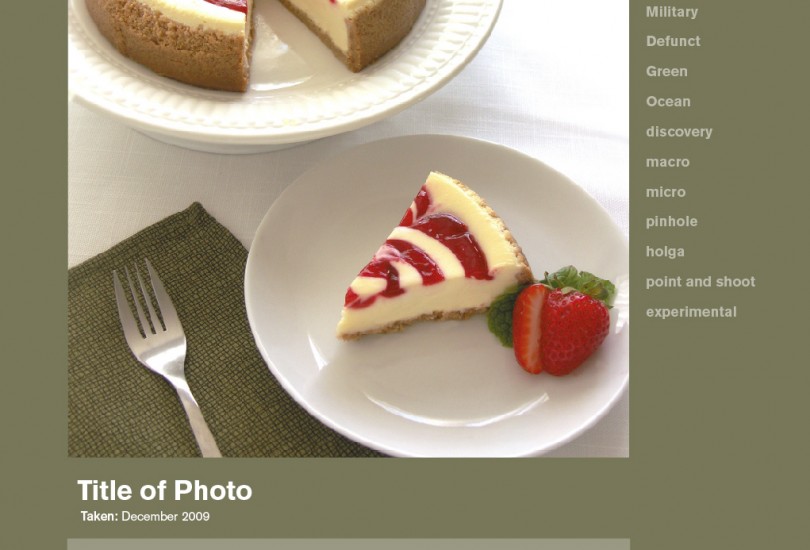 Military
Defunct
Green
Ocean
discovery
macro
micro
pinhole
holga
point and shoot
experimental
Title of Photo
Taken: December 2009